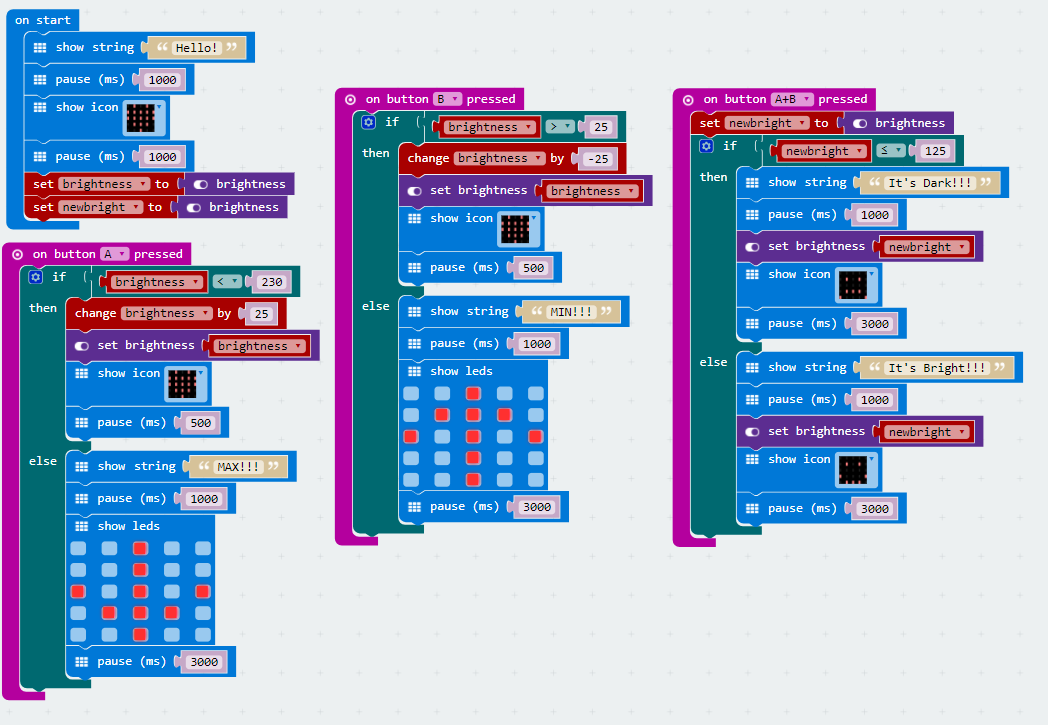 on start
show string “ Hello! ”
pause (ms) 1000
show icon
pause (ms) 1000
set brightness to brightness
set newbright to brightness
on button A pressed
if brightness < 230
then change brightness by 25
set brightness brightness
show icon
pause (ms) 500
else show string “ MAX!!! ”
pause (ms) 1000
show leds
pause (ms) 3000
on button B pressed
if brightness > 25
then change brightness by -25
set brightness brightness
show icon
pause (ms) 500
else show string “ MIN!!! ”
pause (ms) 1000
show leds
pause (ms) 3000
on button A+B pressed
set newbright to brightness
if newbright ≤ 125
then show string “ It's Dark!!! ”
pause (ms) 1000
set brightness newbright
show icon
pause (ms) 3000
else show string “ It's Bright!!! ”
pause (ms) 1000
set brightness newbright
show icon
pause (ms) 3000